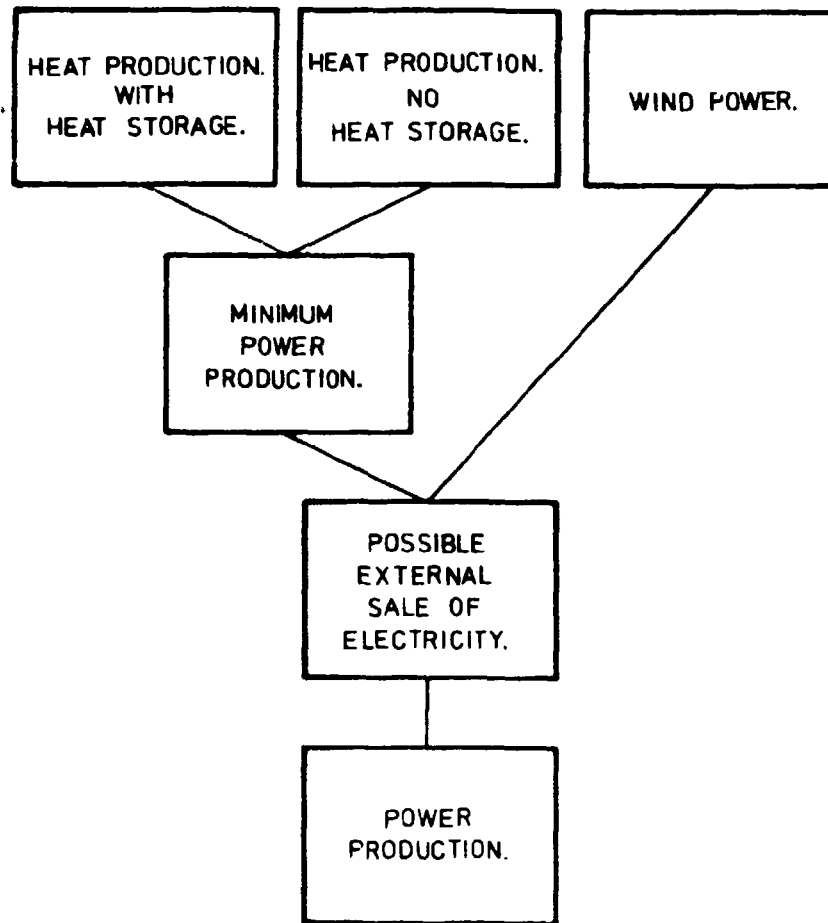 HEAT PRODUCTION.
WITH
HEAT STORAGE.
HEAT PRODUCTION.
NO
HEAT STORAGE.
WIND POWER.
MINIMUM
POWER
PRODUCTION.
POSSIBLE
EXTERNAL
SALE OF
ELECTRICITY.
POWER
PRODUCTION.